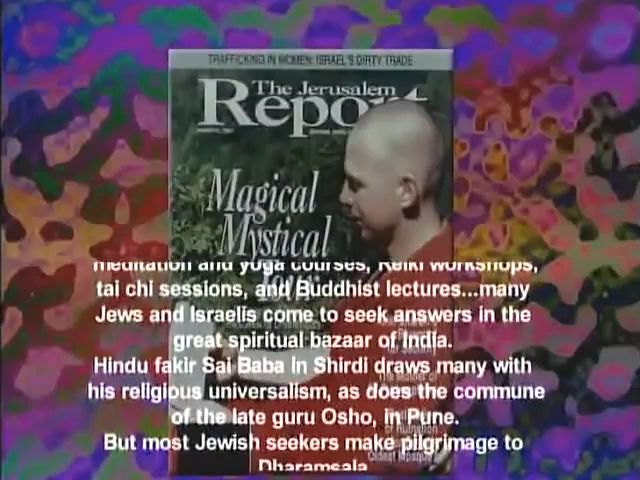 TRAFFICKING IN WOMEN: ISRAEL'S DIRTY TRADE
The Jerusalem
Report
Magical
Mystical
meditation and yoga courses, Reiki workshops,
tai chi sessions, and Buddhist lectures...many
Jews and Israelis come to seek answers in the
great spiritual bazaar of India.
Hindu fakir Sai Baba In Shirdi draws many with
his religious universalism, as does the commune
of the late guru Osho, in Pune.
But most Jewish seekers make pilgrimage to
Dharamsala